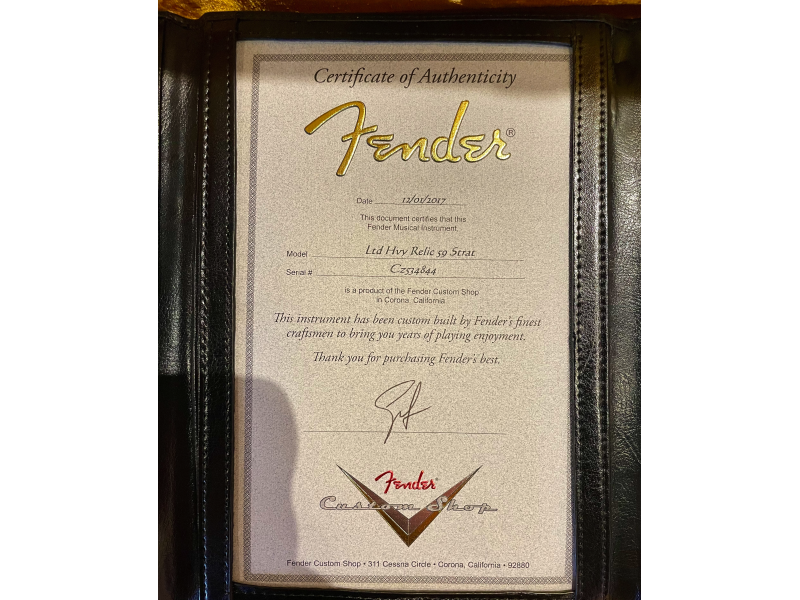 Certificate of Authenticity
Fender®
Date 12/01/2017
This document certifies that this
Fender Musical Instrument
Model Ltd Hvy Relic 59 Strat
Serial # Cz534844
is a product of the Fender Custom Shop
in Corona, California
This instrument has been custom built by Fender's finest
craftsmen to bring you years of playing enjoyment.
Thank you for purchasing Fender's best.
Fender®
Custom Shop
Fender Custom Shop • 311 Cessna Circle • Corona, California • 92880